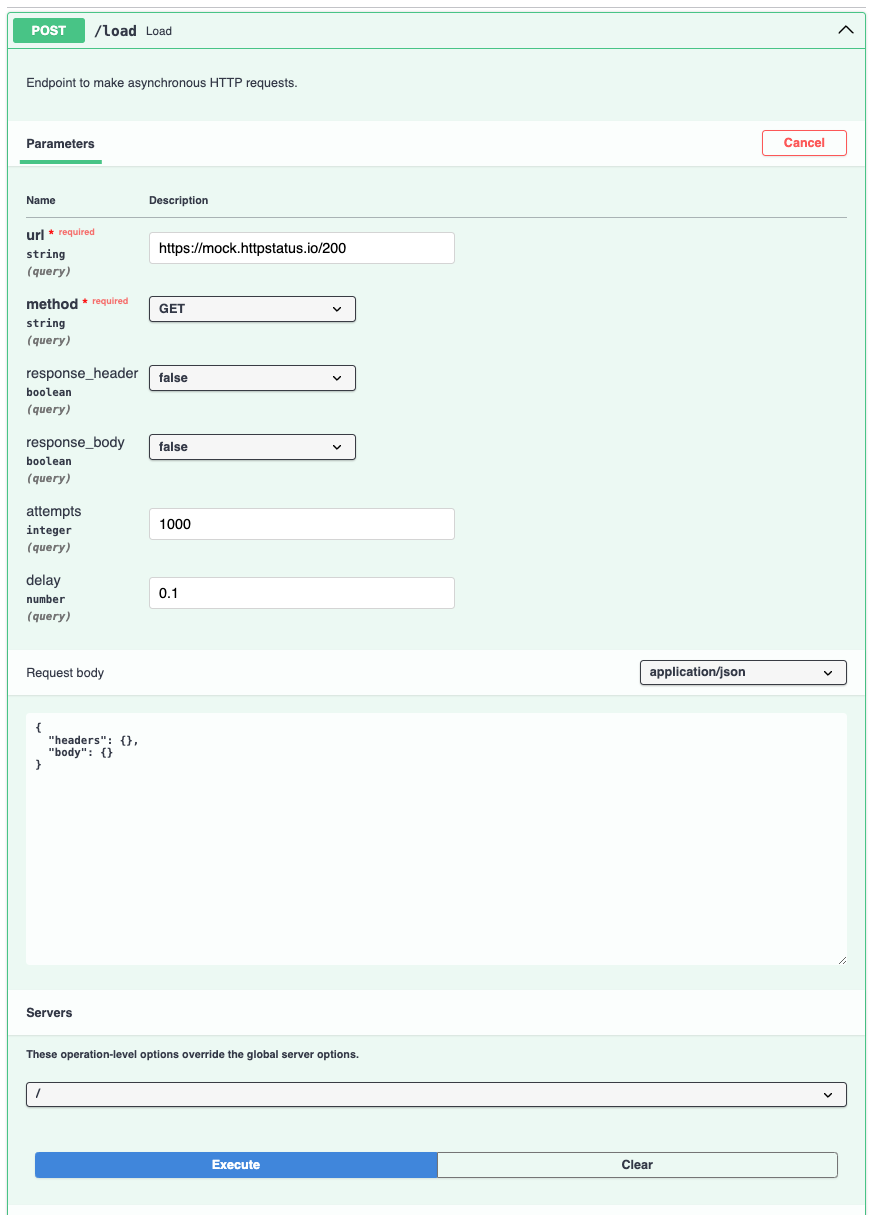 POST /load Load
Endpoint to make asynchronous HTTP requests.
Parameters Cancel
Name Description
url * required https://mock.httpstatus.io/200
string
(query)
method * required GET
string
(query)
response_header false
boolean
(query)
response_body false
boolean
(query)
attempts 1000
integer
(query)
delay 0.1
number
(query)
Request body application/json
{
  "headers": {},
  "body": {}
}
Servers
These operation-level options override the global server options.
/
Execute Clear